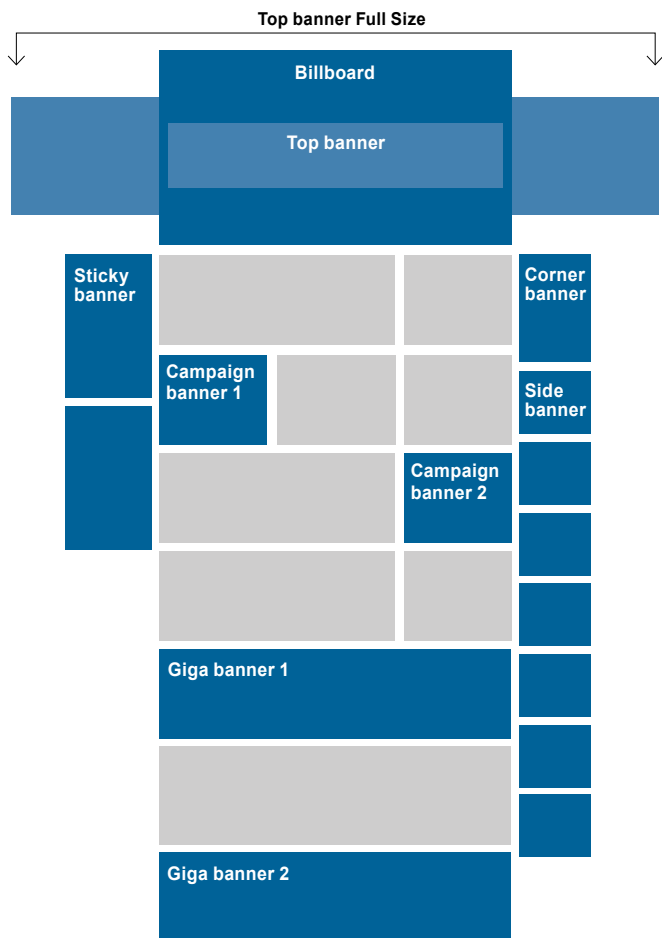 Top banner Full Size
Billboard
Top banner
Sticky
banner
Corner
banner
Campaign
banner 1
Side
banner
Campaign
banner 2
Giga banner 1
Giga banner 2